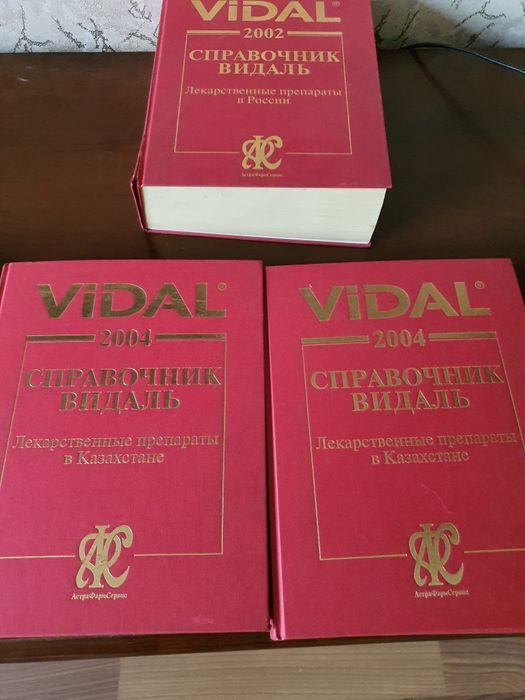 ViDAL®
2002
СПРАВОЧНИК
ВИДАЛЬ
Лекарственные препараты
в России
АстраФармСервис
ViDAL®
2004
СПРАВОЧНИК
ВИДАЛЬ
Лекарственные препараты
в Казахстане
АстраФармСервис
ViDAL®
2004
СПРАВОЧНИК
ВИДАЛЬ
Лекарственные препараты
в Казахстане
АстраФармСервис